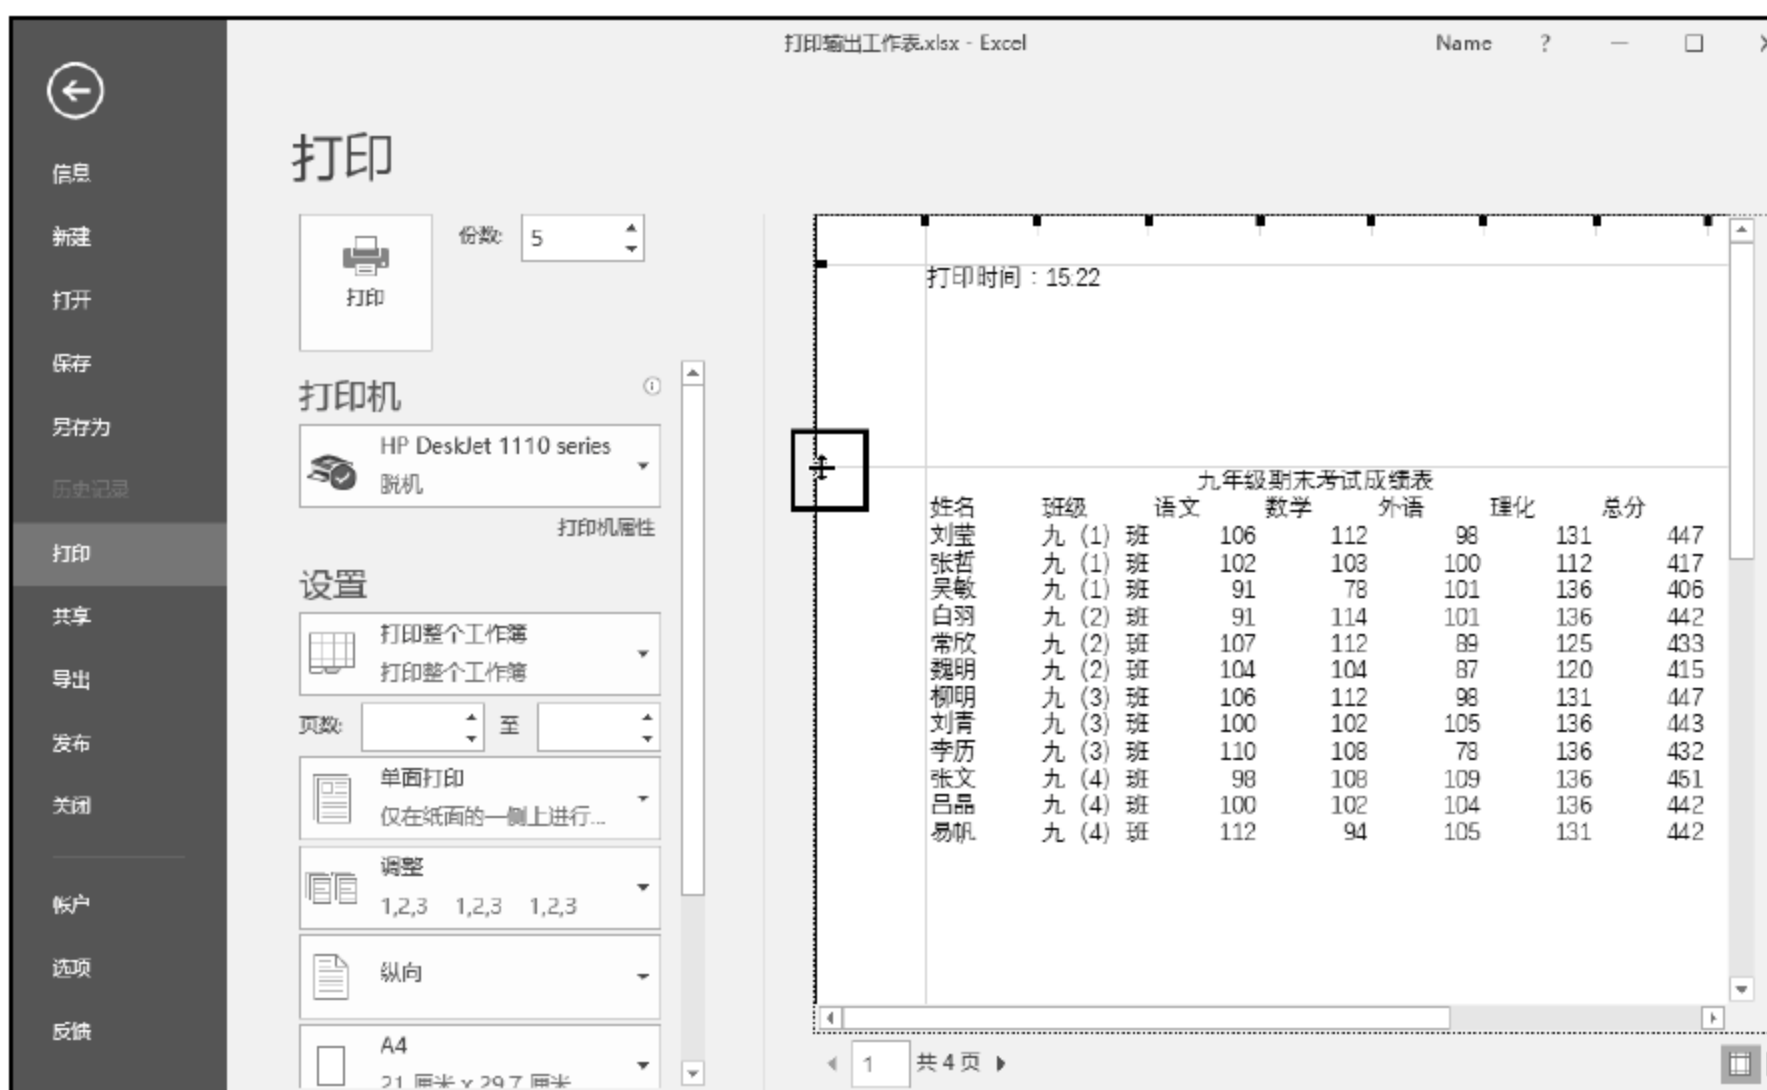 打印输出工作表.xlsx - Excel
Name
?
信息
新建
打开
保存
另存为
历史记录
打印
共享
导出
发布
关闭
帐户
选项
反馈
打印
打印
份数: 5
打印机
HP DeskJet 1110 series
脱机
打印机属性
设置
打印整个工作簿
打印整个工作簿
页数: 至
单面打印
仅在纸面的一侧上进行...
调整
1,2,3 1,2,3 1,2,3
纵向
A4
21 厘米 x 29.7 厘米
打印时间：15:22
九年级期末考试成绩表
姓名 班级 语文 数学 外语 理化 总分
刘莹 九（1）班 106 112 98 131 447
张哲 九（1）班 102 103 100 112 417
吴敏 九（1）班 91 78 101 136 406
白羽 九（2）班 91 114 101 136 442
常欣 九（2）班 107 112 89 125 433
魏明 九（2）班 104 104 87 120 415
柳明 九（3）班 106 112 98 131 447
刘青 九（3）班 100 102 105 136 443
李历 九（3）班 110 108 78 136 432
张文 九（4）班 98 108 109 136 451
吕晶 九（4）班 100 102 104 136 442
易帆 九（4）班 112 94 105 131 442
1 共 4 页